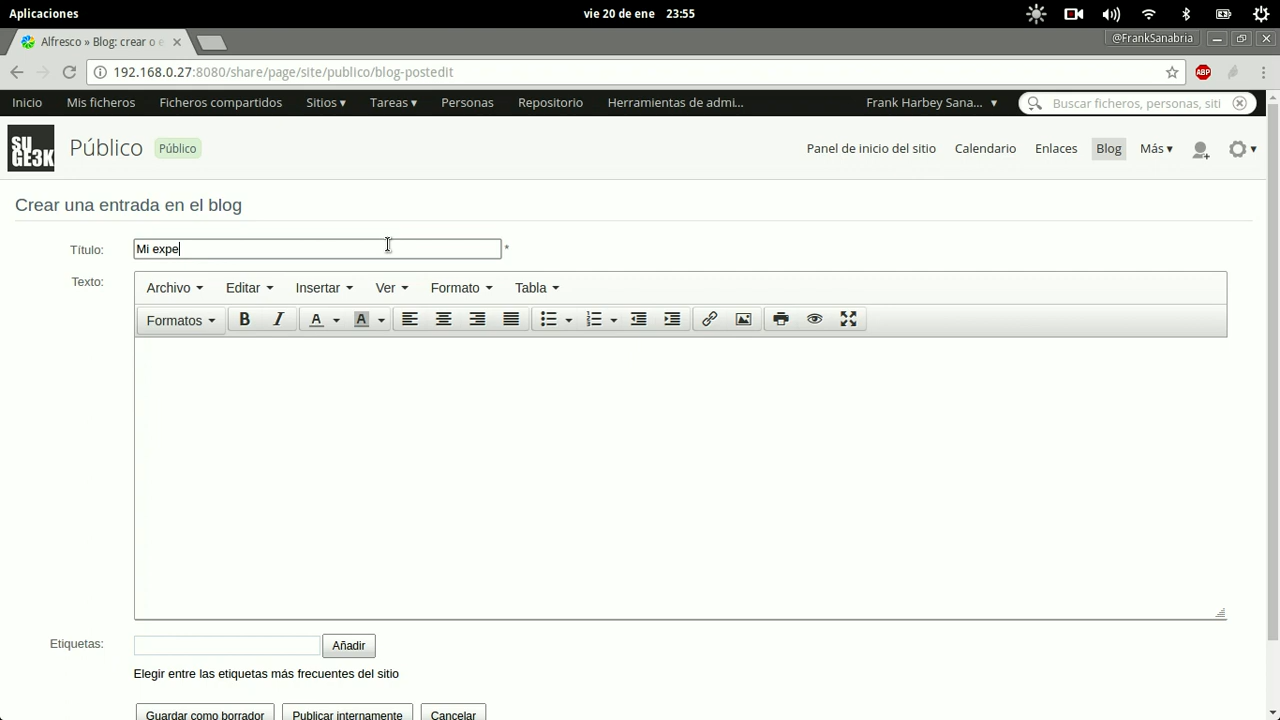 Aplicaciones
vie 20 de ene 23:55
Alfresco » Blog: crear o e
@FrankSanabria
192.168.0.27:8080/share/page/site/publico/blog-postedit
ABP
Inicio Mis ficheros Ficheros compartidos Sitios ▾ Tareas ▾ Personas Repositorio Herramientas de admi... Frank Harbey Sana... ▾ Buscar ficheros, personas, siti
SU GE3K
Público Público
Panel de inicio del sitio Calendario Enlaces Blog Más ▾
Crear una entrada en el blog
Título: Mi expe *
Texto:
Archivo Editar Insertar Ver Formato Tabla
Formatos B I A A
Etiquetas: Añadir
Elegir entre las etiquetas más frecuentes del sitio
Guardar como borrador Publicar internamente Cancelar